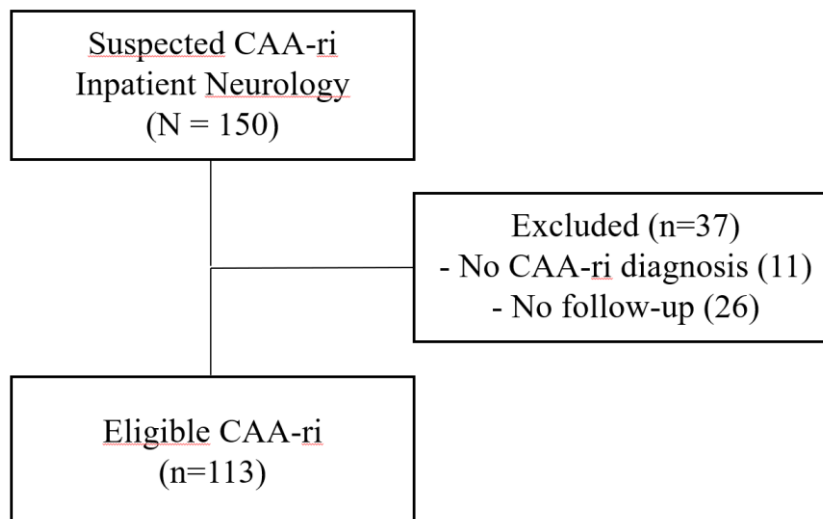 Suspected CAA-ri
Inpatient Neurology
(N = 150)
Excluded (n=37)
- No CAA-ri diagnosis (11)
- No follow-up (26)
Eligible CAA-ri
(n=113)